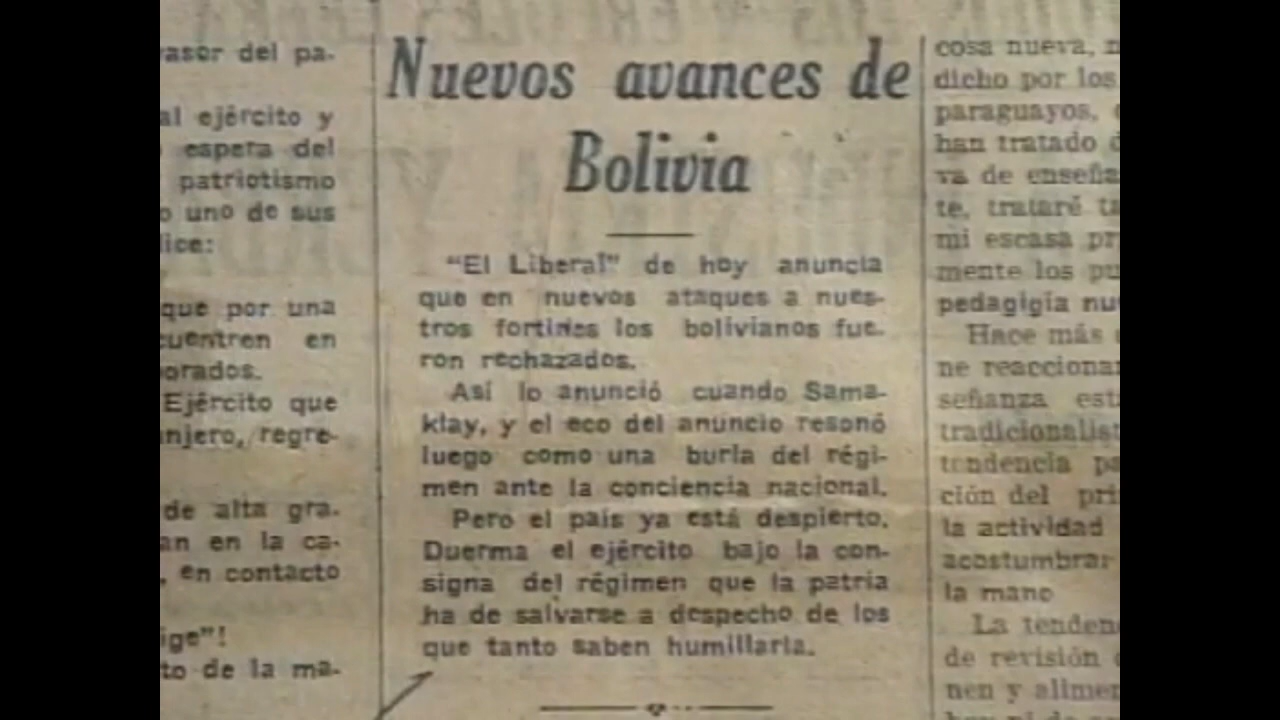 asor del pa-
al ejército y
espera del
patriotismo
o uno de sus
lice:
que por una
cuentren en
orados.
Ejército que
njero, regre-
de alta gra-
an en la ca-
, en contacto
ige"!
to de la ma-
Nuevos avances de
Bolivia
"El Liberal" de hoy anuncia
que en nuevos ataques a nues-
tros fortines los bolivianos fue-
ron rechazados.
Así lo anunció cuando Sama-
klay, y el eco del anuncio resonó
luego como una burla del régi-
men ante la conciencia nacional.
Pero el país ya está despierto.
Duerma el ejército bajo la con-
signa del régimen que la patria
ha de salvarse a despecho de los
que tanto saben humillarla.
cosa nueva,
dicho por los
paraguayos,
han tratado
va de enseña
te, trataré
mi escasa
mente los
pedagigia
Hace más
ne reaccionar
señanza
tradicionalist
tendencia
ción del
la actividad
acostumbrar
la mano
La tenden
de revisión
nen y